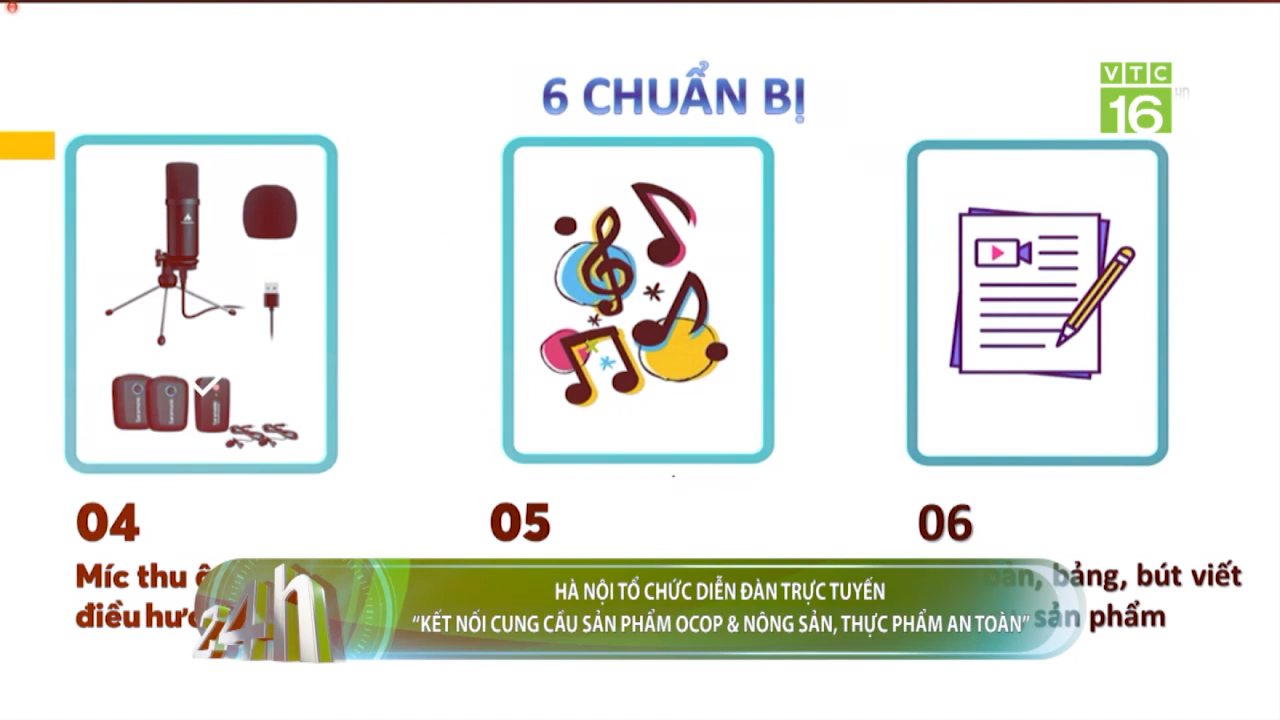 6 CHUẨN BỊ
VTC
16
HD
04
05
06
Míc thu
điều
bản, bảng, bút viết
sản phẩm
24h
HÀ NỘI TỔ CHỨC DIỄN ĐÀN TRỰC TUYẾN
“KẾT NỐI CUNG CẦU SẢN PHẨM OCOP & NÔNG SẢN, THỰC PHẨM AN TOÀN”